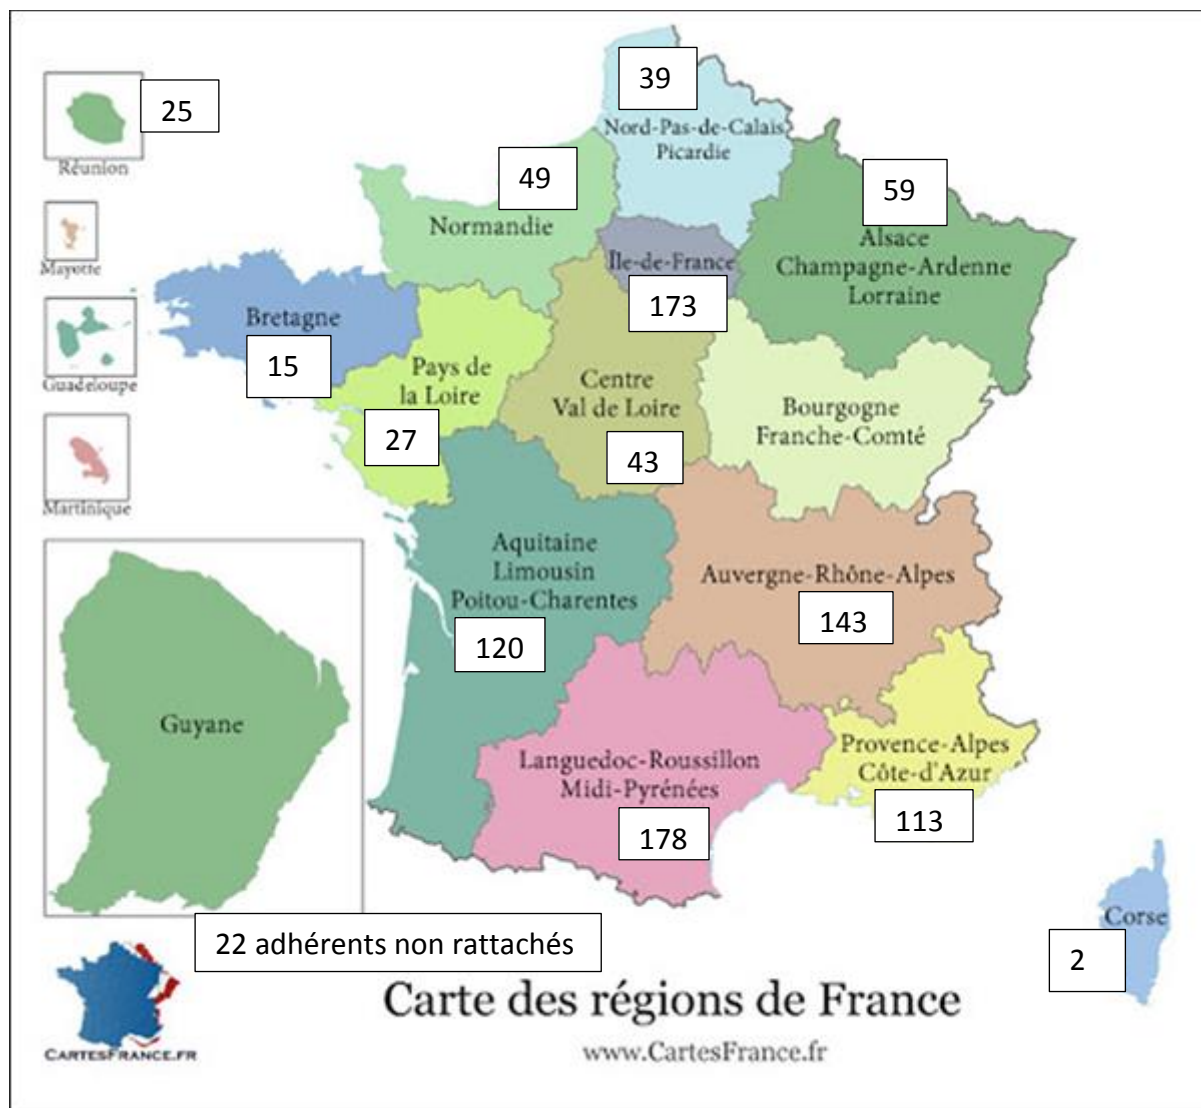 39
Nord-Pas-de-Calais
Picardie
25
Réunion
49
Normandie
59
Alsace
Champagne-Ardenne
Lorraine
Mayotte
Île-de-France
173
Bretagne
15
Guadeloupe
Pays de
la Loire
27
Centre
Val de Loire
43
Bourgogne
Franche-Comté
Martinique
Aquitaine
Limousin
Poitou-Charentes
120
Auvergne-Rhône-Alpes
143
Guyane
Languedoc-Roussillon
Midi-Pyrénées
178
Provence-Alpes
Côte-d'Azur
113
Corse
2
22 adhérents non rattachés
CARTESFRANCE.FR
Carte des régions de France
www.CartesFrance.fr